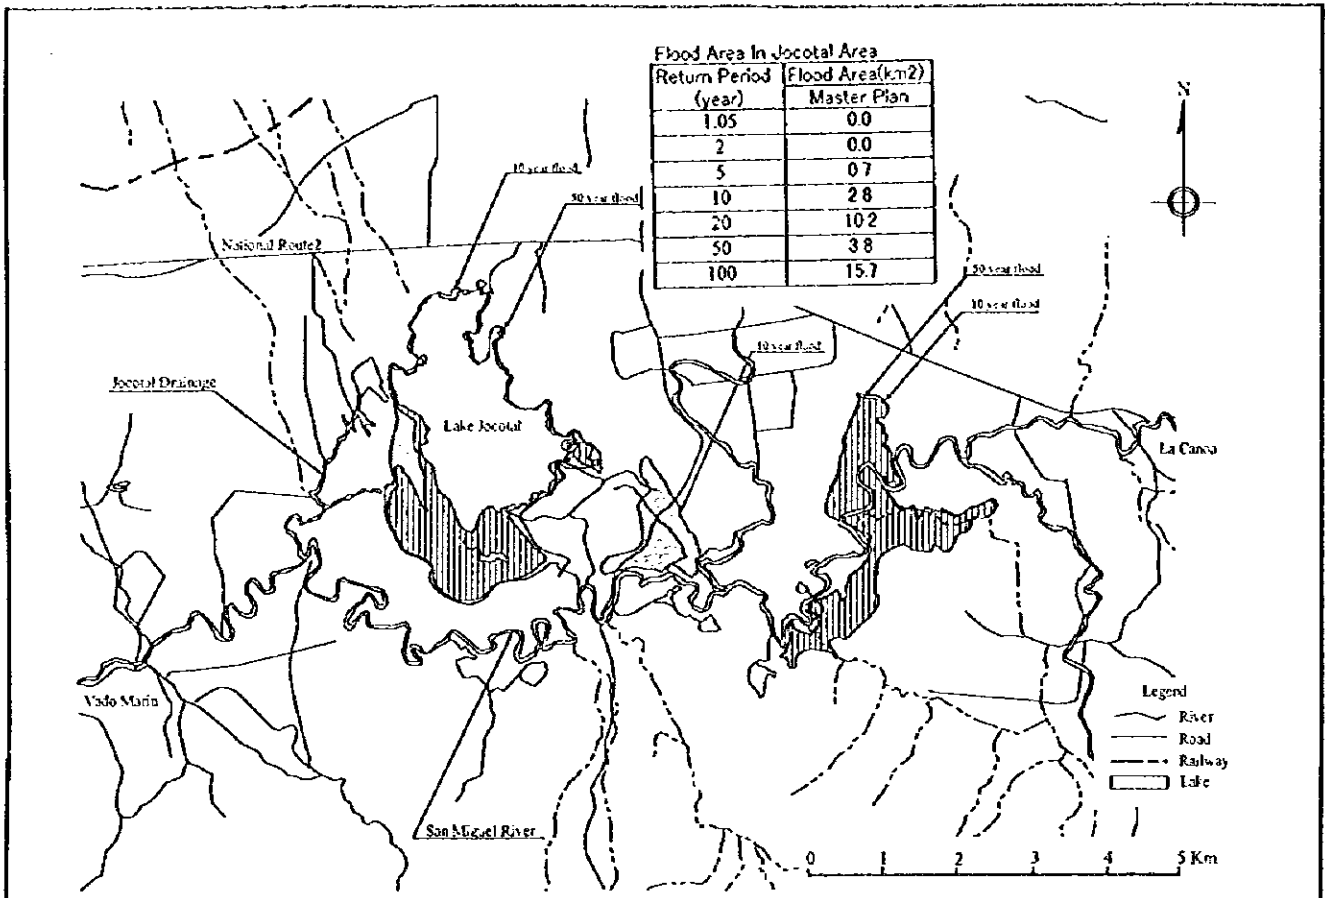 Flood Area In Jocotal Area
Return Period (year) Flood Area(km2) Master Plan
1.05 0.0
2 0.0
5 0.7
10 2.8
20 10.2
50 3.8
100 15.7
N
10 year flood
50 year flood
National Route2
50 year flood
10 year flood
10 year flood
Jocotal Drainage
Lake Jocotal
La Canoa
Vado Marin
San Miguel River
Legend
River
Road
Railway
Lake
0 1 2 3 4 5 Km